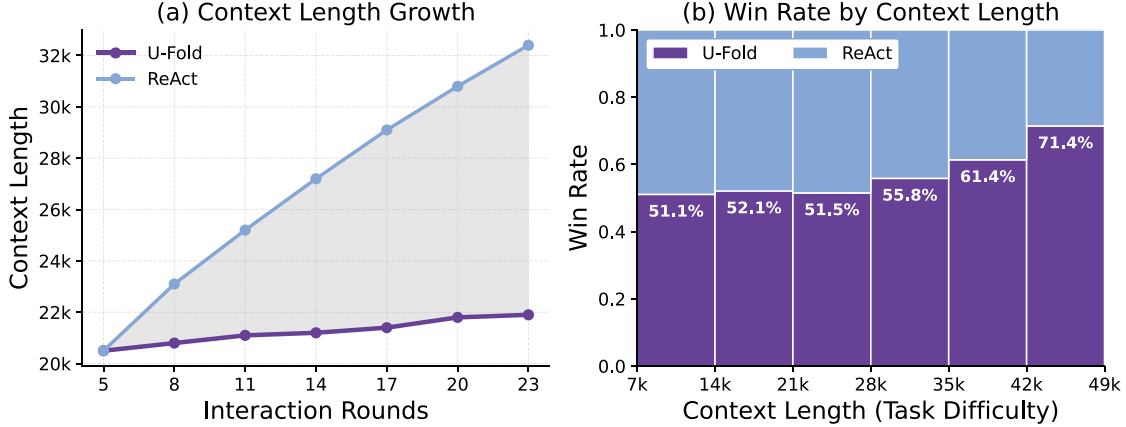 (a) Context Length Growth
U-Fold
ReAct
32k
30k
28k
26k
24k
22k
20k
Context Length
5 8 11 14 17 20 23
Interaction Rounds
(b) Win Rate by Context Length
U-Fold ReAct
1.0
0.8
0.6
0.4
0.2
0.0
Win Rate
51.1% 52.1% 51.5% 55.8% 61.4% 71.4%
7k 14k 21k 28k 35k 42k 49k
Context Length (Task Difficulty)